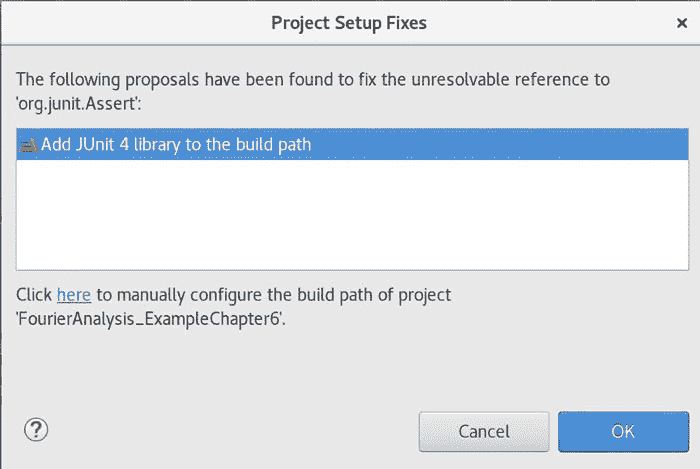 Project Setup Fixes
The following proposals have been found to fix the unresolvable reference to
'org.junit.Assert':
Add JUnit 4 library to the build path
Click here to manually configure the build path of project
'FourierAnalysis_ExampleChapter6'.
Cancel
OK